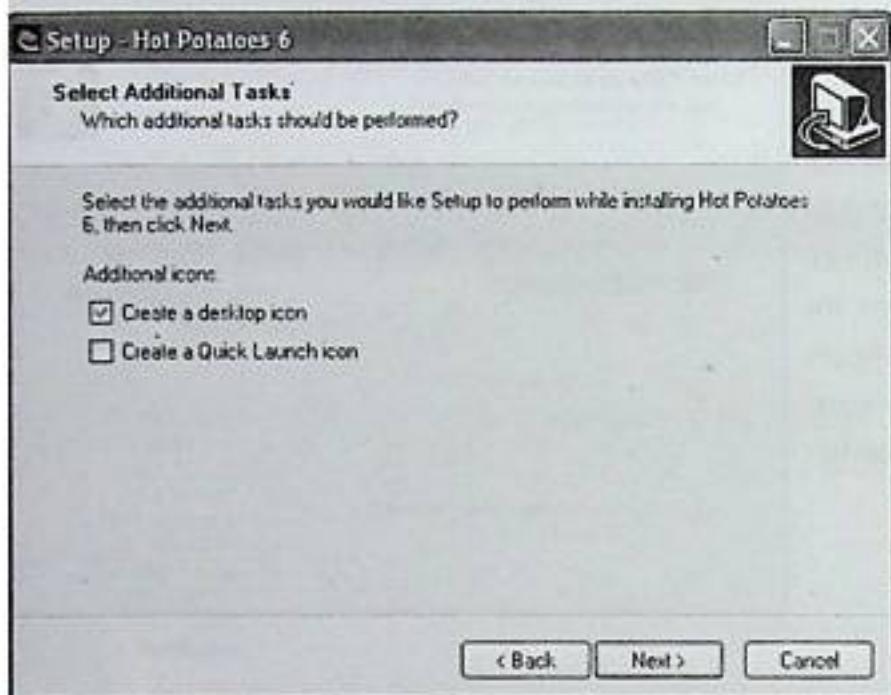 Setup - Hot Potatoes 6
Select Additional Tasks
Which additional tasks should be performed?
Select the additional tasks you would like Setup to perform while installing Hot Potatoes
6, then click Next.
Additional icons:
Create a desktop icon
Create a Quick Launch icon
< Back
Next >
Cancel